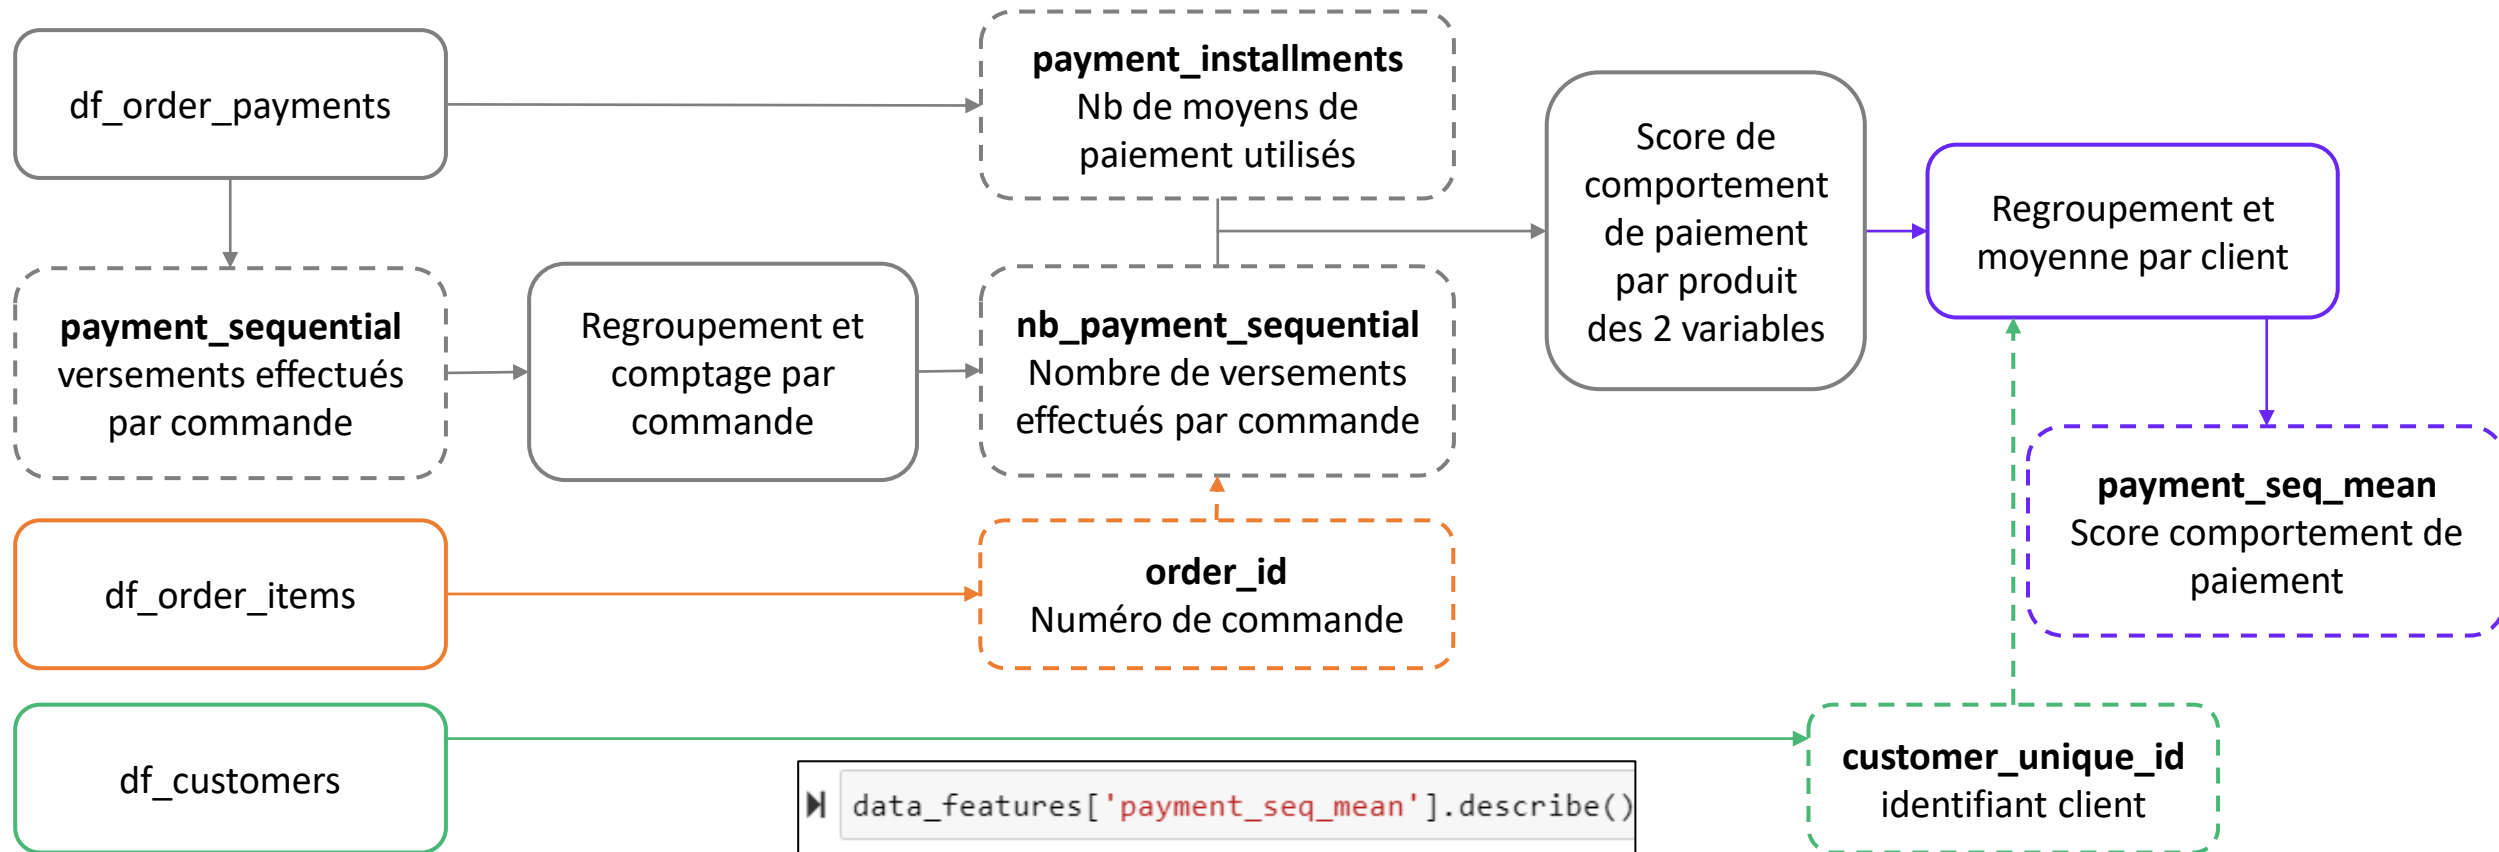 df_order_payments
payment_installments
Nb de moyens de
paiement utilisés
Score de
comportement
de paiement
par produit
des 2 variables
Regroupement et
moyenne par client
payment_sequential
versements effectués
par commande
Regroupement et
comptage par
commande
nb_payment_sequential
Nombre de versements
effectués par commande
payment_seq_mean
Score comportement de
paiement
df_order_items
order_id
Numéro de commande
df_customers
customer_unique_id
identifiant client
data_features['payment_seq_mean'].describe()